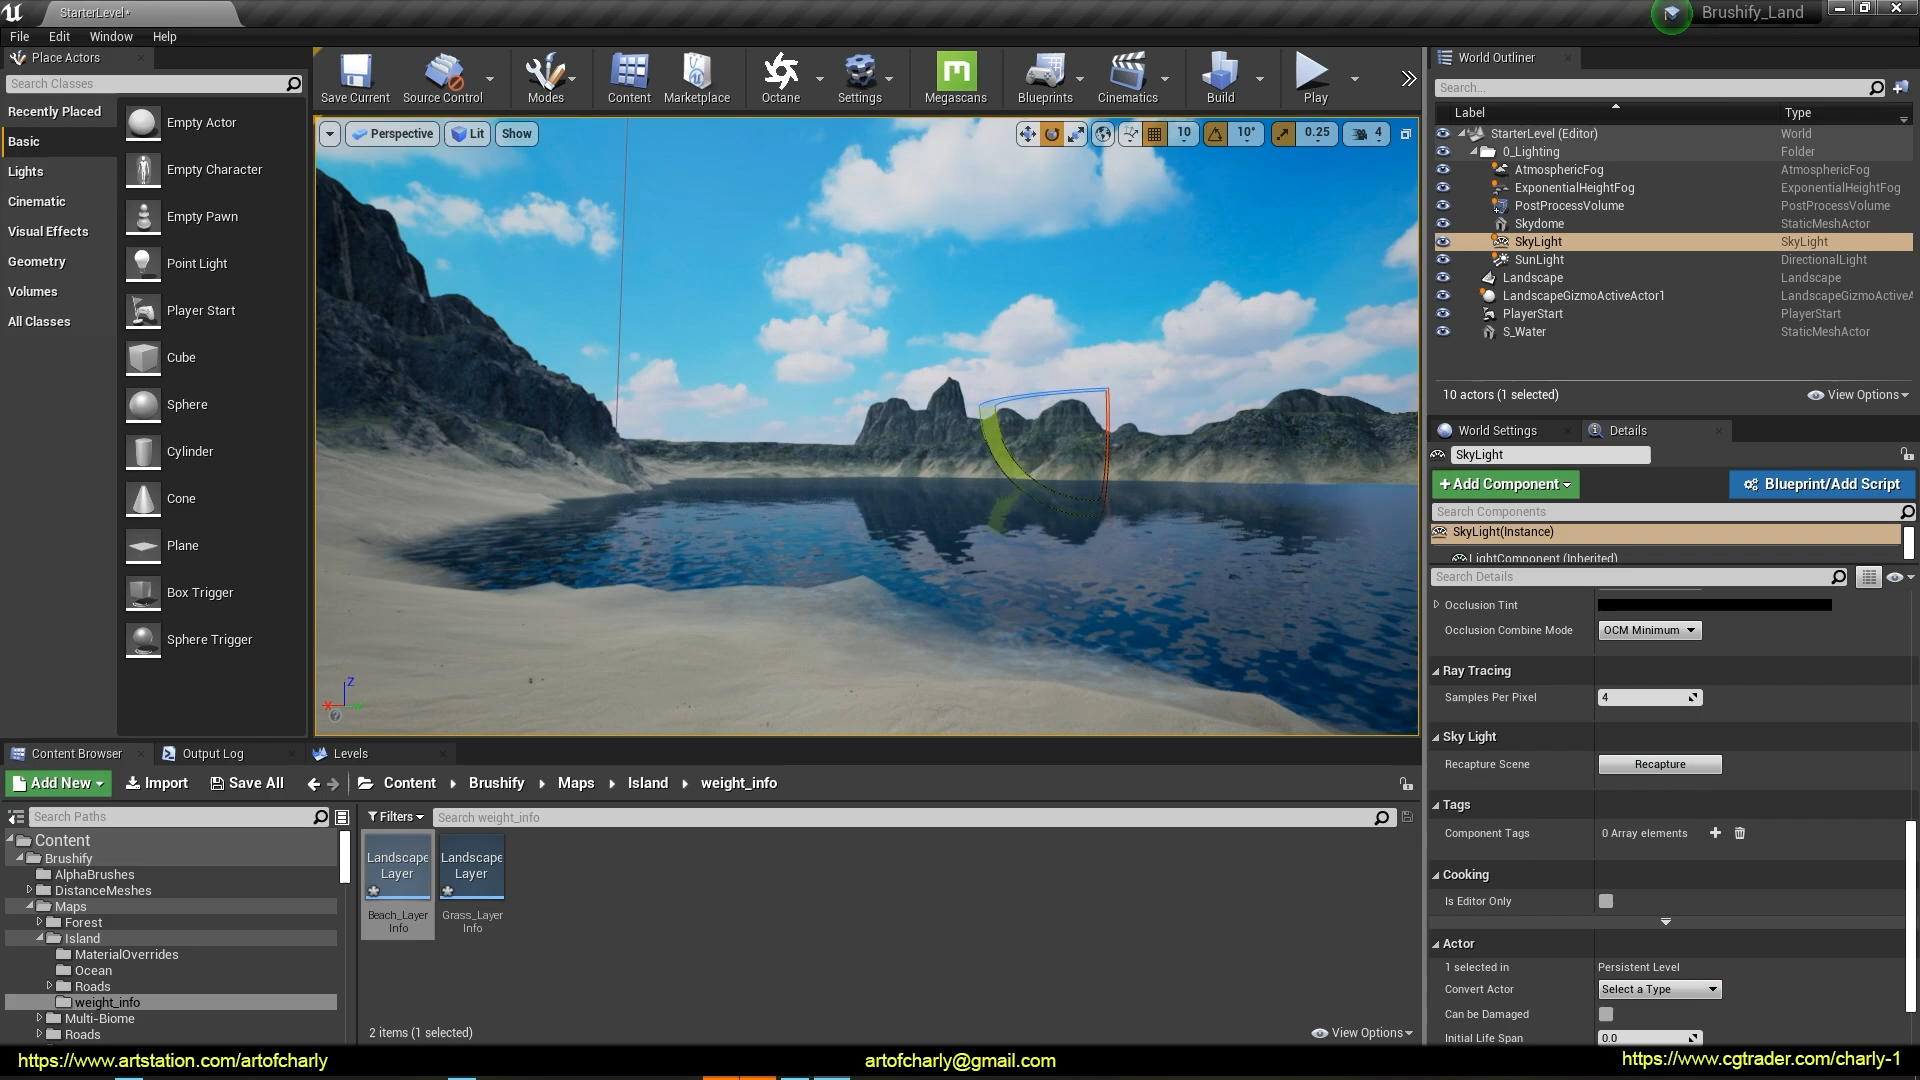 StarterLevel*
Brushify_Land
File Edit Window Help
Place Actors
Search Classes
Recently Placed
Basic
Lights
Cinematic
Visual Effects
Geometry
Volumes
All Classes
Empty Actor
Empty Character
Empty Pawn
Point Light
Player Start
Cube
Sphere
Cylinder
Cone
Plane
Box Trigger
Sphere Trigger
Save Current Source Control Modes Content Marketplace Octane Settings Megascans Blueprints Cinematics Build Play
Perspective Lit Show 10 10° 0.25 4
World Outliner
Search...
Label Type
StarterLevel (Editor) World
0_Lighting Folder
AtmosphericFog AtmosphericFog
ExponentialHeightFog ExponentialHeightFog
PostProcessVolume PostProcessVolume
Skydome StaticMeshActor
SkyLight SkyLight
SunLight DirectionalLight
Landscape Landscape
LandscapeGizmoActiveActor1 LandscapeGizmoActiveA
PlayerStart PlayerStart
S_Water StaticMeshActor
10 actors (1 selected) View Options
World Settings Details
SkyLight
+Add Component Blueprint/Add Script
Search Components
SkyLight(Instance)
LightComponent (Inherited)
Search Details
Occlusion Tint
Occlusion Combine Mode OCM Minimum
Ray Tracing
Samples Per Pixel 4
Sky Light
Recapture Scene Recapture
Tags
Component Tags 0 Array elements
Cooking
Is Editor Only
Actor
1 selected in Persistent Level
Convert Actor Select a Type
Can be Damaged
Initial Life Span 0.0
X Z
Content Browser Output Log Levels
Add New Import Save All Content Brushify Maps Island weight_info
Search Paths
Filters Search weight_info
Content
Brushify
AlphaBrushes
DistanceMeshes
Maps
Forest
Island
MaterialOverrides
Ocean
Roads
weight_info
Multi-Biome
Roads
Landscape Layer
Beach_Layer
Info
Landscape Layer
Grass_Layer
Info
2 items (1 selected) View Options
https://www.artstation.com/artofcharly
artofcharly@gmail.com
https://www.cgtrader.com/charly-1